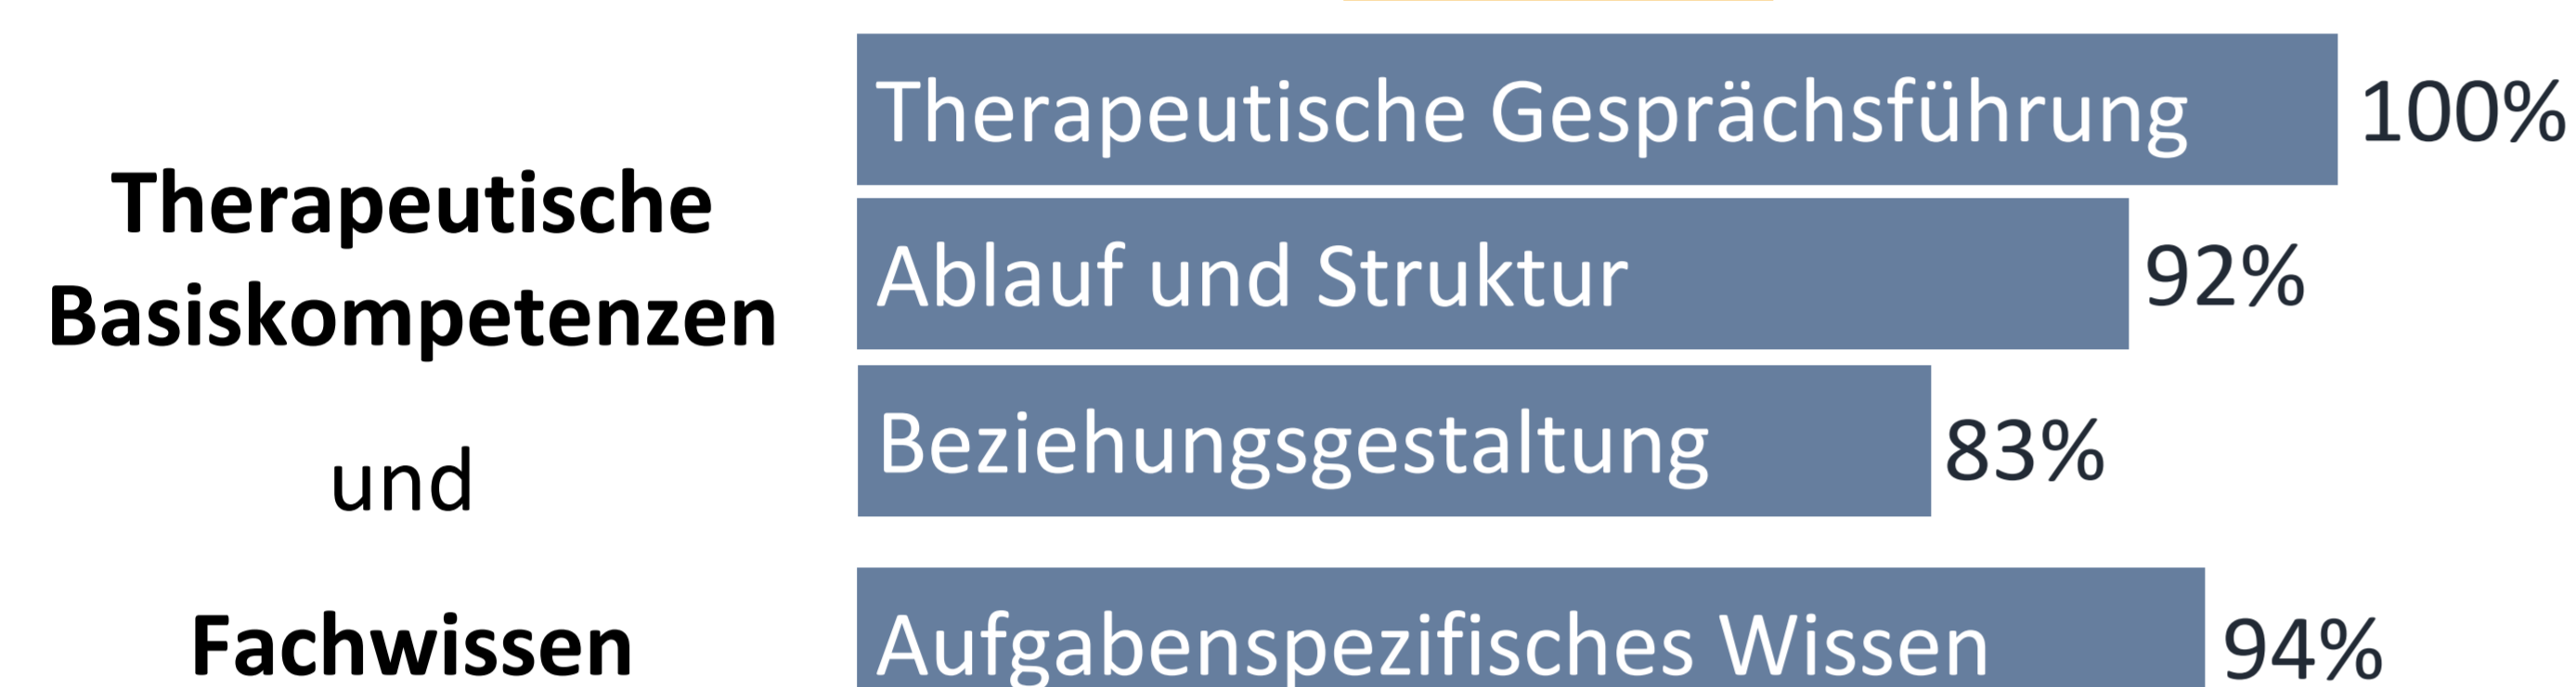 Therapeutische Gesprächsführung 100%
Therapeutische
Basiskompetenzen
Ablauf und Struktur 92%
Beziehungsgestaltung 83%
und
Fachwissen
Aufgabenspezifisches Wissen 94%